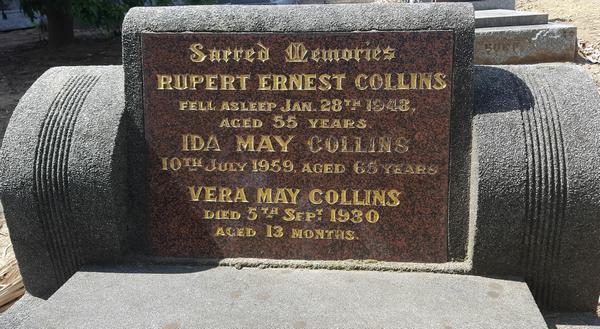 Sacred Memories
RUPERT ERNEST COLLINS
FELL ASLEEP JAN. 28TH 1948,
AGED 55 YEARS.
IDA MAY COLLINS
10TH JULY 1959, AGED 65 YEARS
VERA MAY COLLINS
DIED 5TH SEPT 1930
AGED 13 MONTHS.